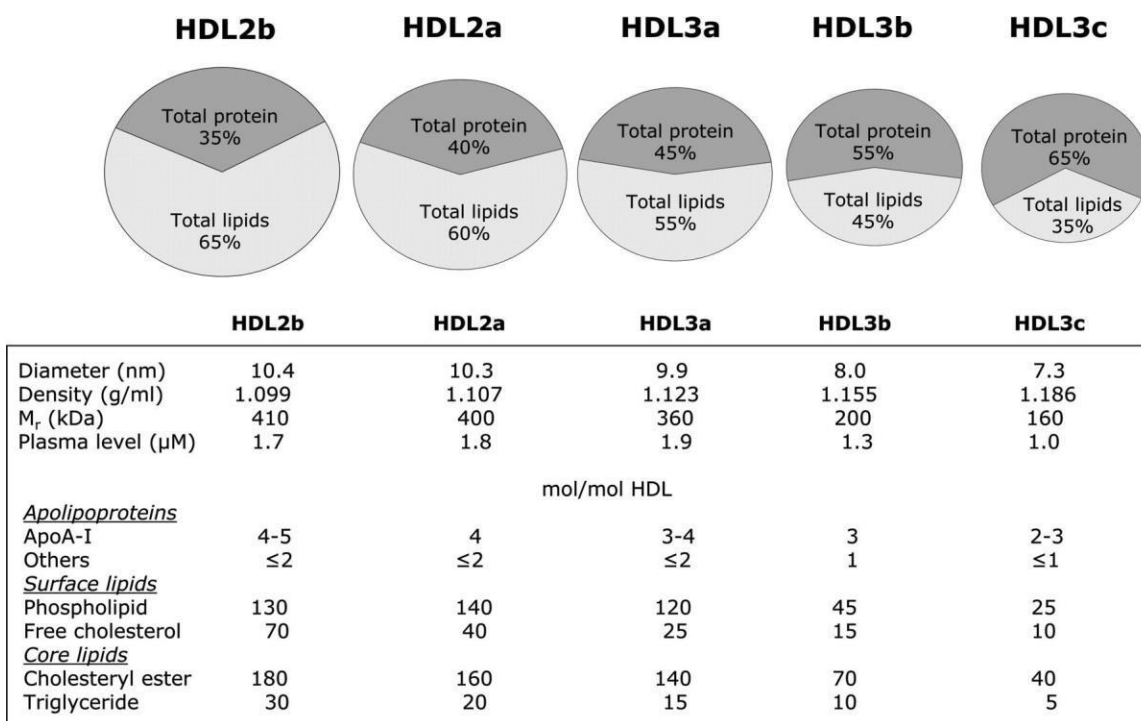 HDL2b HDL2a HDL3a HDL3b HDL3c
Total protein 35% Total protein 40% Total protein 45% Total protein 55% Total protein 65%
Total lipids 65% Total lipids 60% Total lipids 55% Total lipids 45% Total lipids 35%
HDL2b HDL2a HDL3a HDL3b HDL3c
Diameter (nm) 10.4 10.3 9.9 8.0 7.3
Density (g/ml) 1.099 1.107 1.123 1.155 1.186
Mr (kDa) 410 400 360 200 160
Plasma level (µM) 1.7 1.8 1.9 1.3 1.0
mol/mol HDL
Apolipoproteins
ApoA-I 4-5 4 3-4 3 2-3
Others ≤2 ≤2 ≤2 1 ≤1
Surface lipids
Phospholipid 130 140 120 45 25
Free cholesterol 70 40 25 15 10
Core lipids
Cholesteryl ester 180 160 140 70 40
Triglyceride 30 20 15 10 5